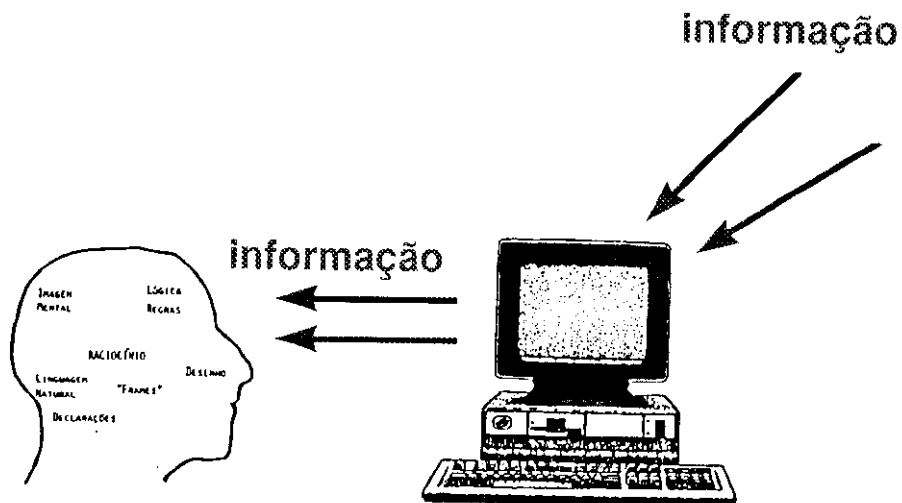 informação
informação
IMAGEM
MENTAL
LÓGICA
REGRAS
RACIOCÍNIO
DESENHO
LINGUAGEM
NATURAL
"FRAMES"
DECLARAÇÕES